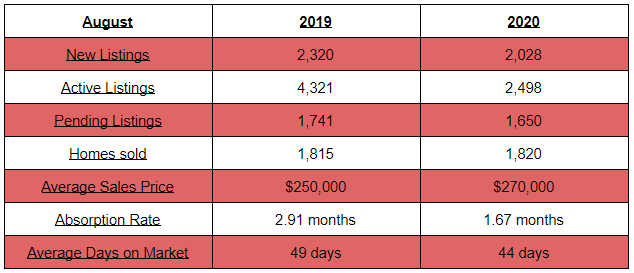 August 2019 2020
New Listings 2,320 2,028
Active Listings 4,321 2,498
Pending Listings 1,741 1,650
Homes sold 1,815 1,820
Average Sales Price $250,000 $270,000
Absorption Rate 2.91 months 1.67 months
Average Days on Market 49 days 44 days